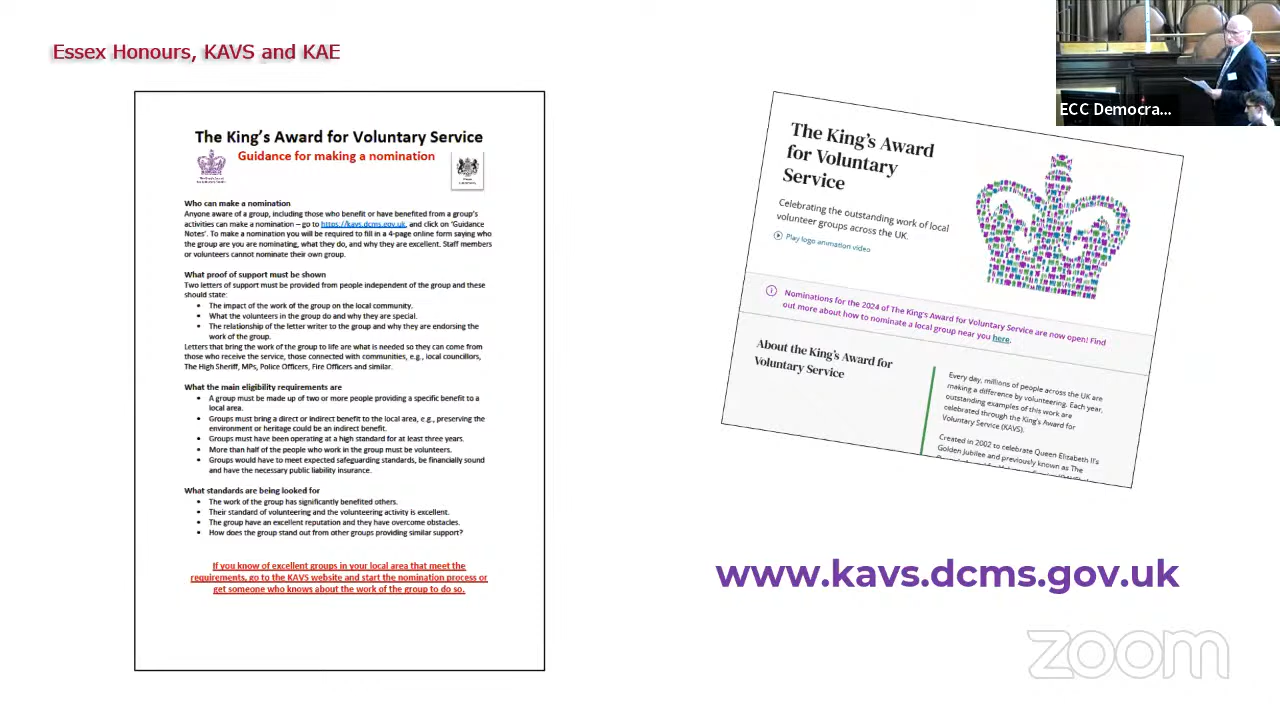 Essex Honours, KAVS and KAE
ECC Democra...
The King's Award for Voluntary Service
Guidance for making a nomination
Who can make a nomination
Anyone aware of a group, including those who benefit or have benefited from a group's
activities can make a nomination – go to https://kavs.dcms.gov.uk, and click on 'Guidance
Notes'. To make a nomination you will be required to fill in a 4-page online form saying who
the group are you are nominating, what they do, and why they are excellent. Staff members
or volunteers cannot nominate their own group.
What proof of support must be shown
Two letters of support must be provided from people independent of the group and these
should state:
• The impact of the work of the group on the local community.
• What the volunteers in the group do and why they are special.
• The relationship of the letter writer to the group and why they are endorsing the
work of the group.
Letters that bring the work of the group to life are what is needed so they can come from
those who receive the service, those connected with communities, e.g., local councillors,
The High Sheriff, MPs, Police Officers, Fire Officers and similar.
What the main eligibility requirements are
• A group must be made up of two or more people providing a specific benefit to a
local area.
• Groups must bring a direct or indirect benefit to the local area, e.g., preserving the
environment or heritage could be an indirect benefit.
• Groups must have been operating at a high standard for at least three years.
• More than half of the people who work in the group must be volunteers.
• Groups would have to meet expected safeguarding standards, be financially sound
and have the necessary public liability insurance.
What standards are being looked for
• The work of the group has significantly benefited others.
• Their standard of volunteering and the volunteering activity is excellent.
• The group have an excellent reputation and they have overcome obstacles.
• How does the group stand out from other groups providing similar support?
If you know of excellent groups in your local area that meet the
requirements, go to the KAVS website and start the nomination process or
get someone who knows about the work of the group to do so.
The King's Award
for Voluntary
Service
Celebrating the outstanding work of local
volunteer groups across the UK.
Play logo animation video
Nominations for the 2024 of The King's Award for Voluntary Service are now open! Find
out more about how to nominate a local group near you here.
About the King's Award for
Voluntary Service
Every day, millions of people across the UK are
making a difference by volunteering. Each year,
outstanding examples of this work are
celebrated through the King's Award for
Voluntary Service (KAVS).
Created in 2002 to celebrate Queen Elizabeth II's
Golden Jubilee and previously known as The
www.kavs.dcms.gov.uk
zoom